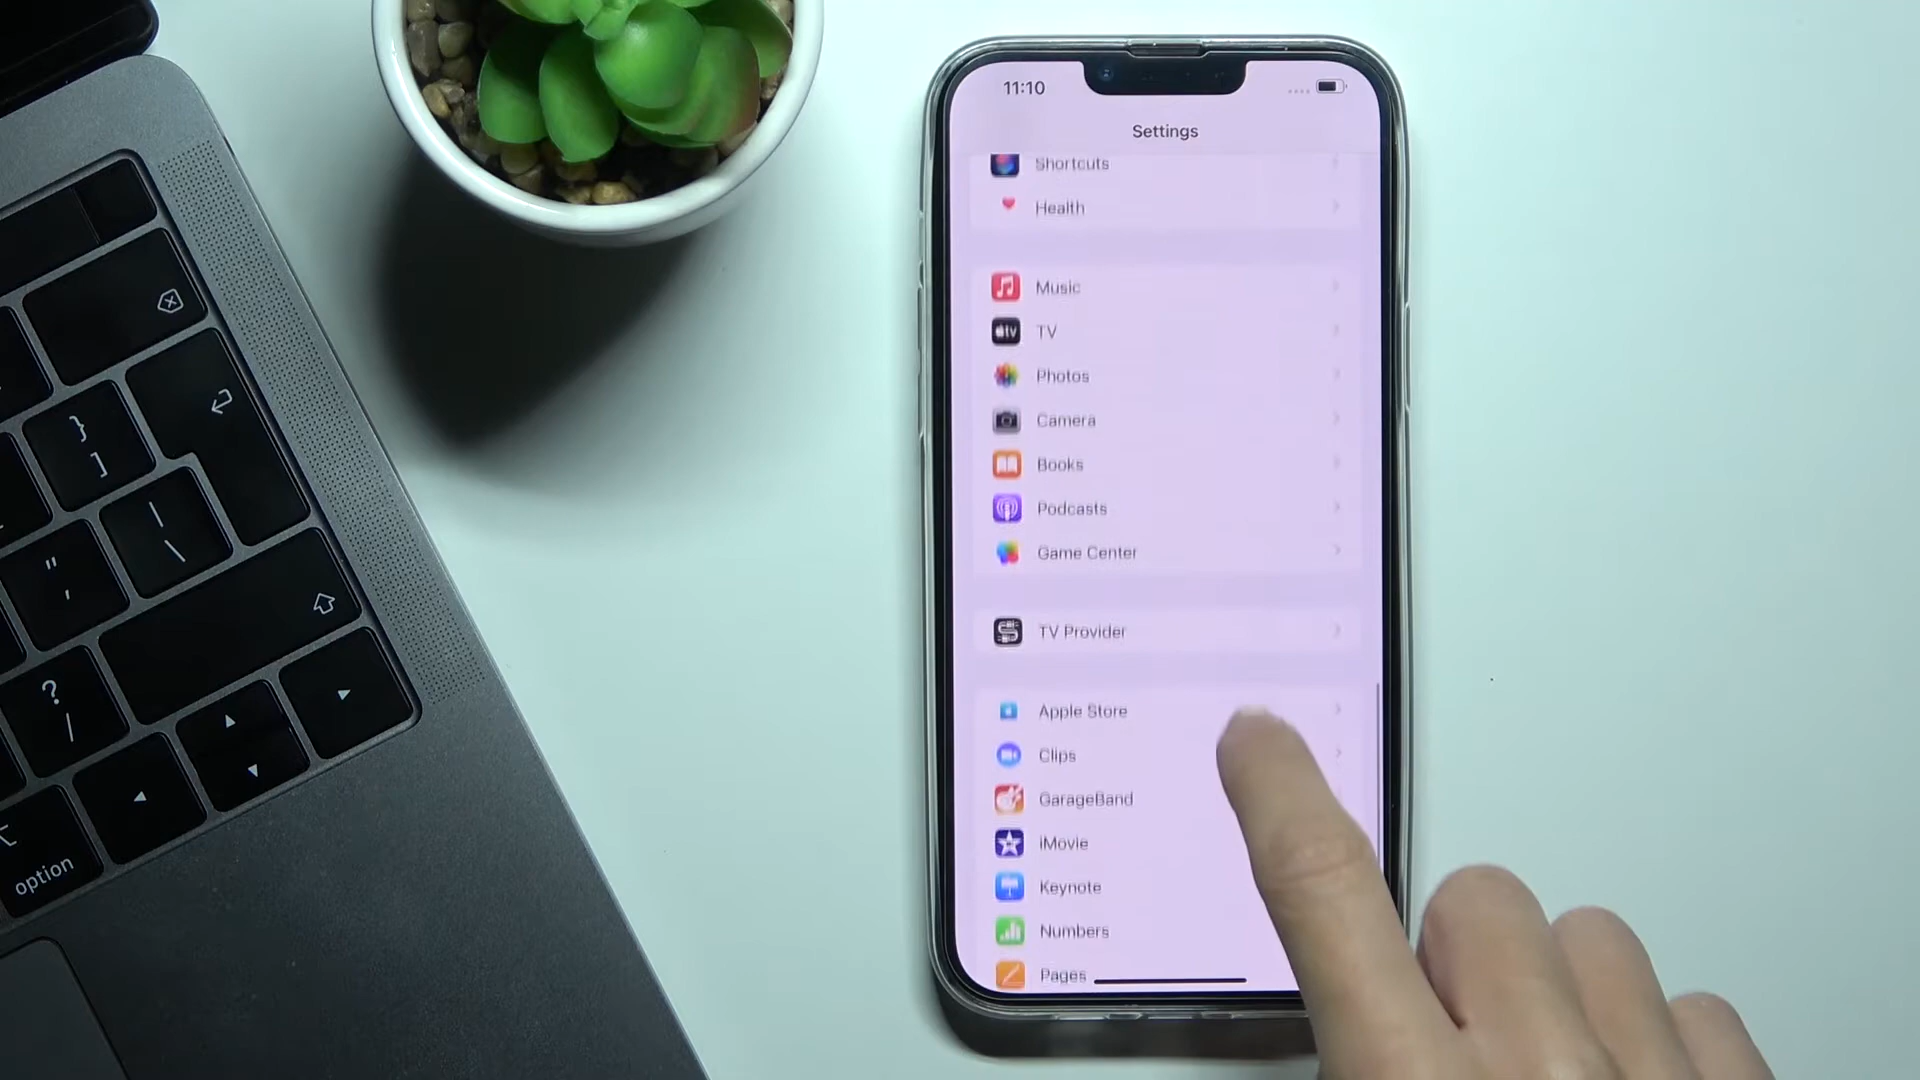 11:10
Settings
Shortcuts
Health
Music
tv
TV
Photos
Camera
Books
Podcasts
Game Center
TV Provider
Apple Store
Clips
GarageBand
iMovie
Keynote
Numbers
Pages
}
]
"
'
|
\
?
/
option